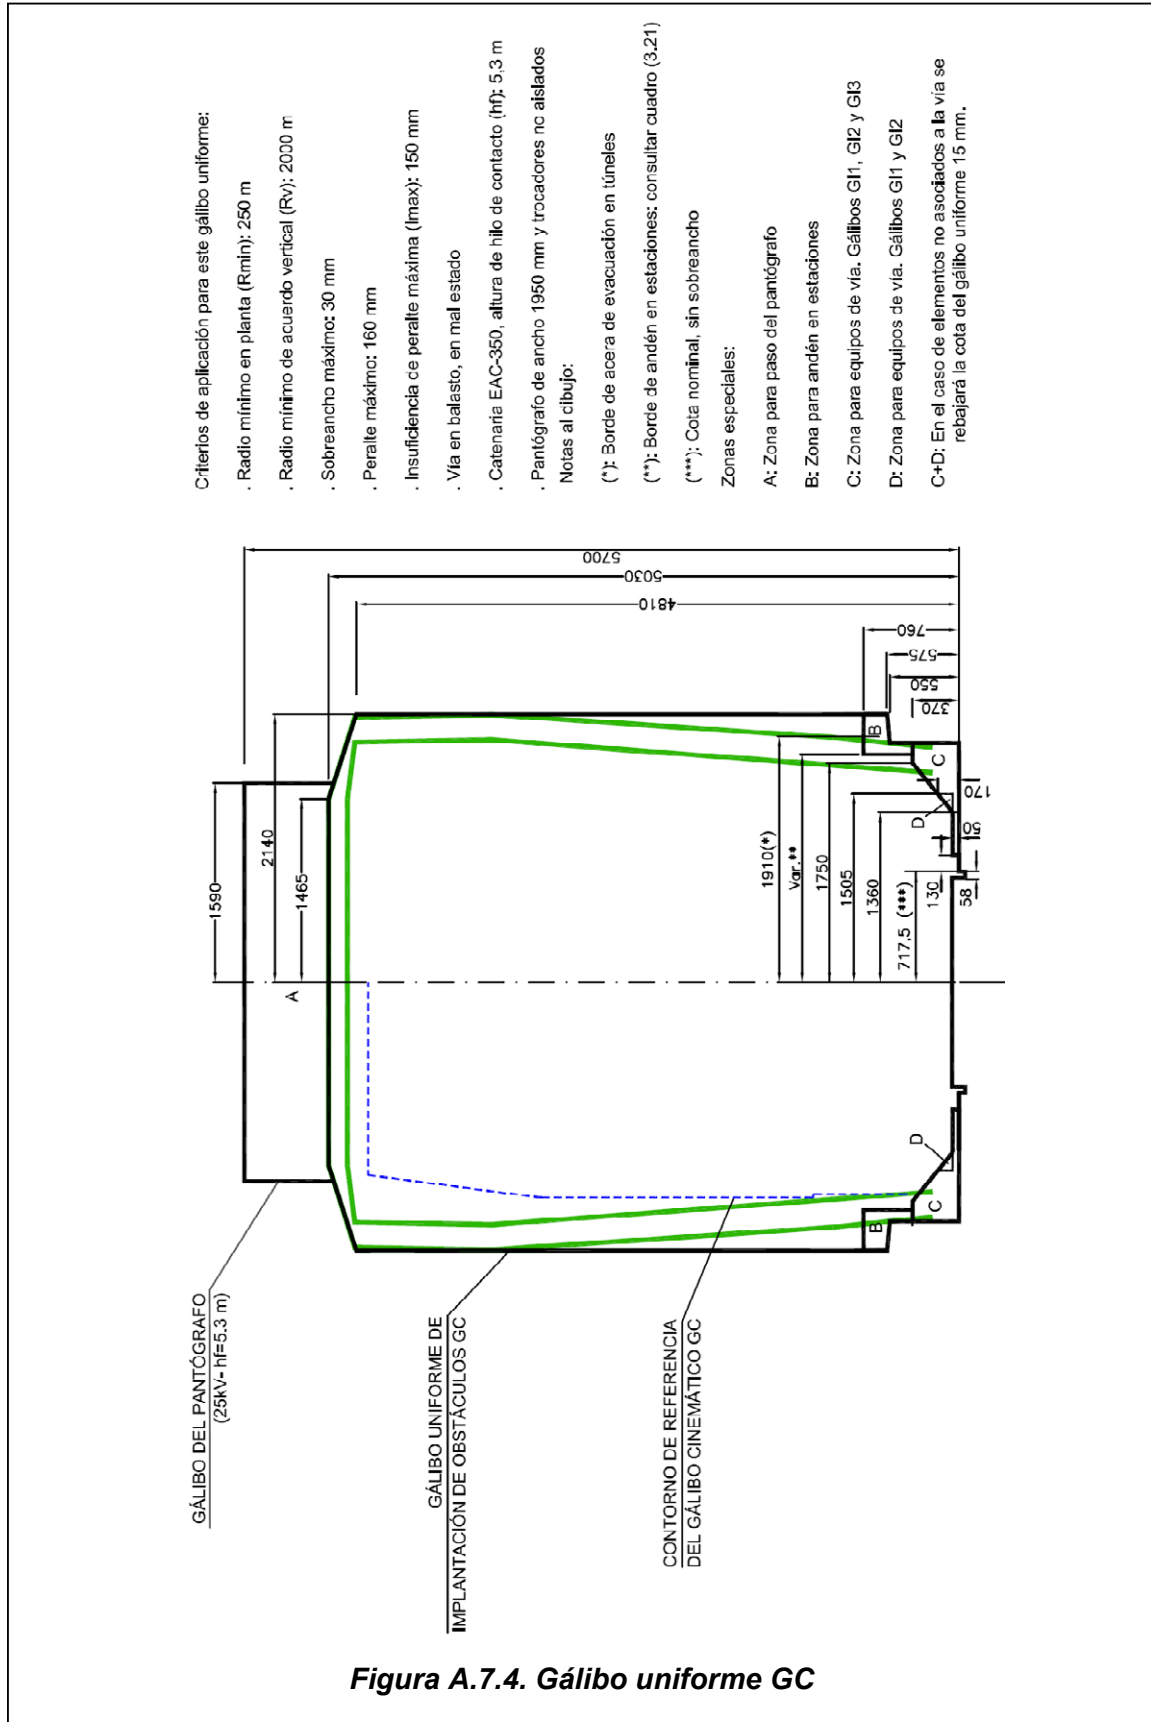 Criterios de aplicación para este gálibo uniforme:
. Radio mínimo en planta (Rmin): 250 m
. Radio mínimo de acuerdo vertical (Rv): 2000 m
. Sobreancho máximo: 30 mm
. Peralte máximo: 160 mm
. Insuficiencia de peralte máxima (Imax): 150 mm
. Vía en balasto, en mal estado
. Catenaria EAC-350, altura de hilo de contacto (hf): 5,3 m
. Pantógrafo de ancho 1950 mm y trocadores no aislados
Notas al dibujo:
(*): Borde de acera de evacuación en túneles
(**): Borde de andén en estaciones: consultar cuadro (3.21)
(***): Cota nominal, sin sobreancho
Zonas especiales:
A: Zona para paso del pantógrafo
B: Zona para andén en estaciones
C: Zona para equipos de vía. Gálibos GI1, GI2 y GI3
D: Zona para equipos de vía. Gálibos GI1 y GI2
C+D: En el caso de elementos no asociados a la vía se
rebajará la cota del gálibo uniforme 15 mm.
5700
5030
4810
760
575
550
370
170
50
1590
2140
1465
A
1910(*)
Var.**
1750
1505
1360
717,5 (***)
130
58
B
C
D
B
C
D
GÁLIBO DEL PANTÓGRAFO
(25kV- hf=5.3 m)
GÁLIBO UNIFORME DE
IMPLANTACIÓN DE OBSTÁCULOS GC
CONTORNO DE REFERENCIA
DEL GÁLIBO CINEMÁTICO GC
Figura A.7.4. Gálibo uniforme GC